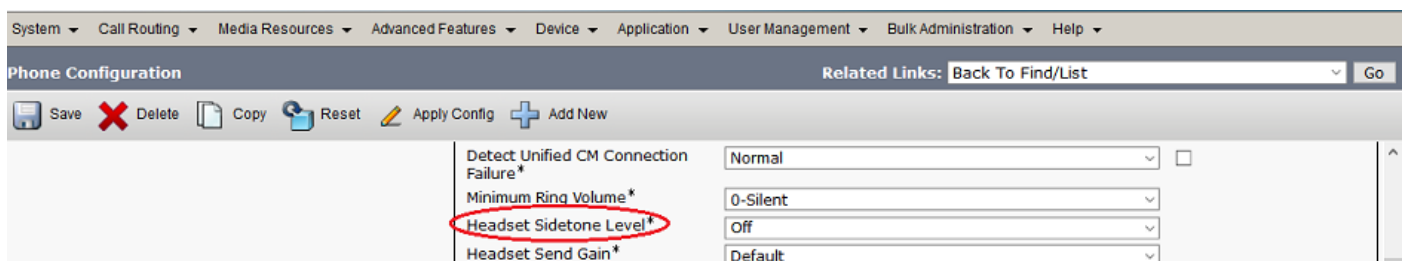 System Call Routing Media Resources Advanced Features Device Application User Management Bulk Administration Help
Phone Configuration Related Links: Back To Find/List Go
Save Delete Copy Reset Apply Config Add New
Detect Unified CM Connection Failure* Normal
Minimum Ring Volume* 0-Silent
Headset Sidetone Level* Off
Headset Send Gain* Default